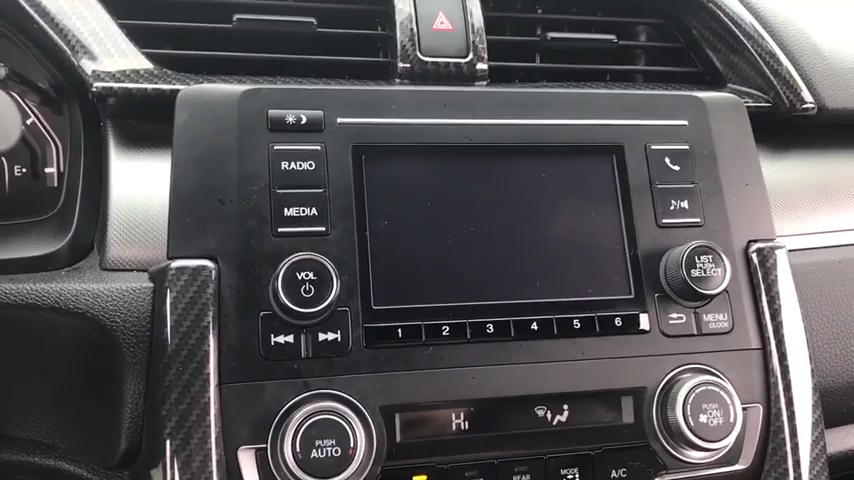 E
RADIO
MEDIA
VOL
LIST
PUSH
SELECT
1 2 3 4 5 6
MENU
CLOCK
Hi
PUSH
AUTO
PUSH
ON/
OFF
REAR
MODE
A/C